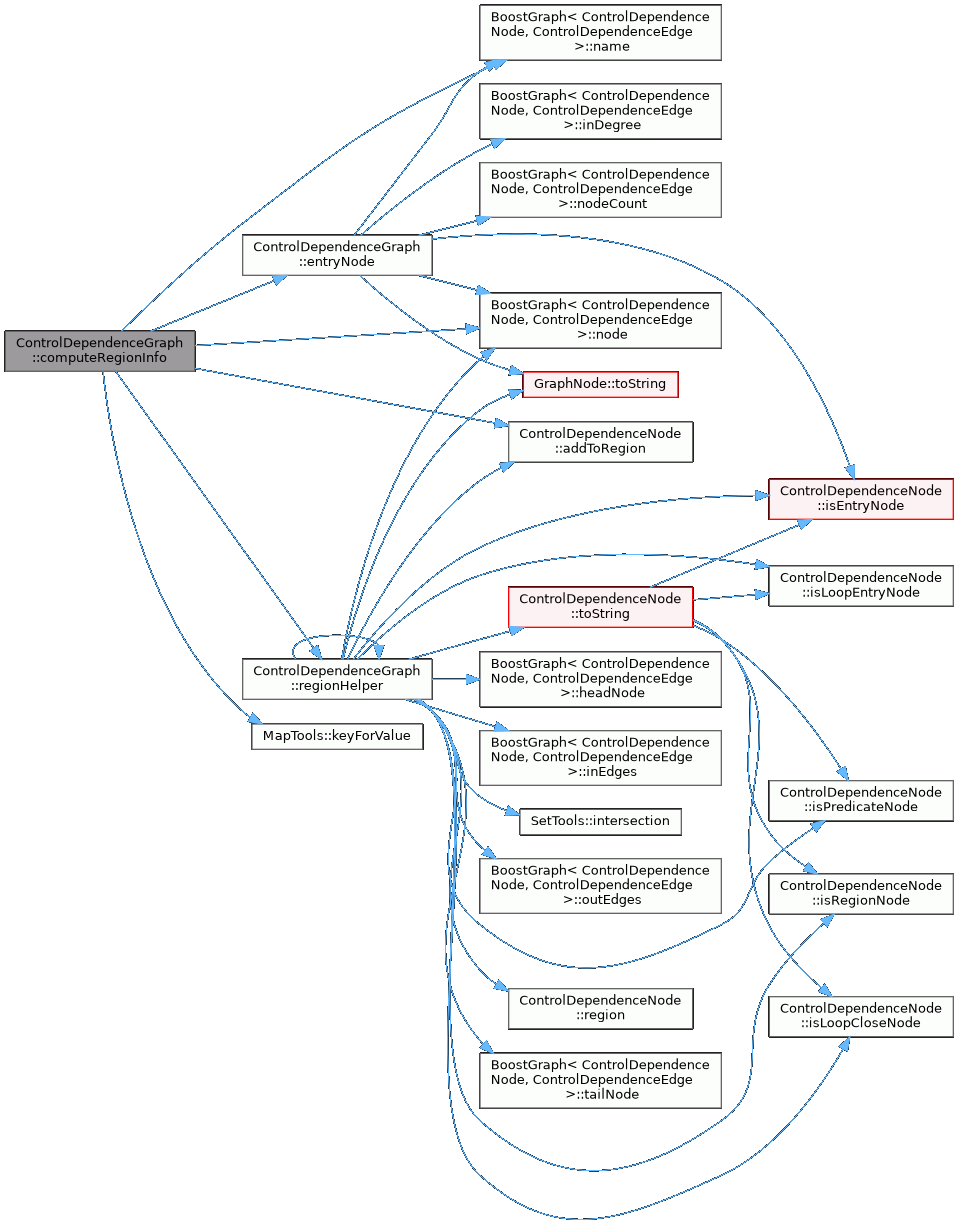 BoostGraph< ControlDependence
Node, ControlDependenceEdge
>::name
BoostGraph< ControlDependence
Node, ControlDependenceEdge
>::inDegree
BoostGraph< ControlDependence
Node, ControlDependenceEdge
>::nodeCount
ControlDependenceGraph
::entryNode
BoostGraph< ControlDependence
Node, ControlDependenceEdge
>::node
ControlDependenceGraph
::computeRegionInfo
GraphNode::toString
ControlDependenceNode
::addToRegion
ControlDependenceNode
::isEntryNode
ControlDependenceNode
::isLoopEntryNode
ControlDependenceNode
::toString
ControlDependenceGraph
::regionHelper
BoostGraph< ControlDependence
Node, ControlDependenceEdge
>::headNode
MapTools::keyForValue
BoostGraph< ControlDependence
Node, ControlDependenceEdge
>::inEdges
ControlDependenceNode
::isPredicateNode
SetTools::intersection
BoostGraph< ControlDependence
Node, ControlDependenceEdge
>::outEdges
ControlDependenceNode
::isRegionNode
ControlDependenceNode
::region
ControlDependenceNode
::isLoopCloseNode
BoostGraph< ControlDependence
Node, ControlDependenceEdge
>::tailNode